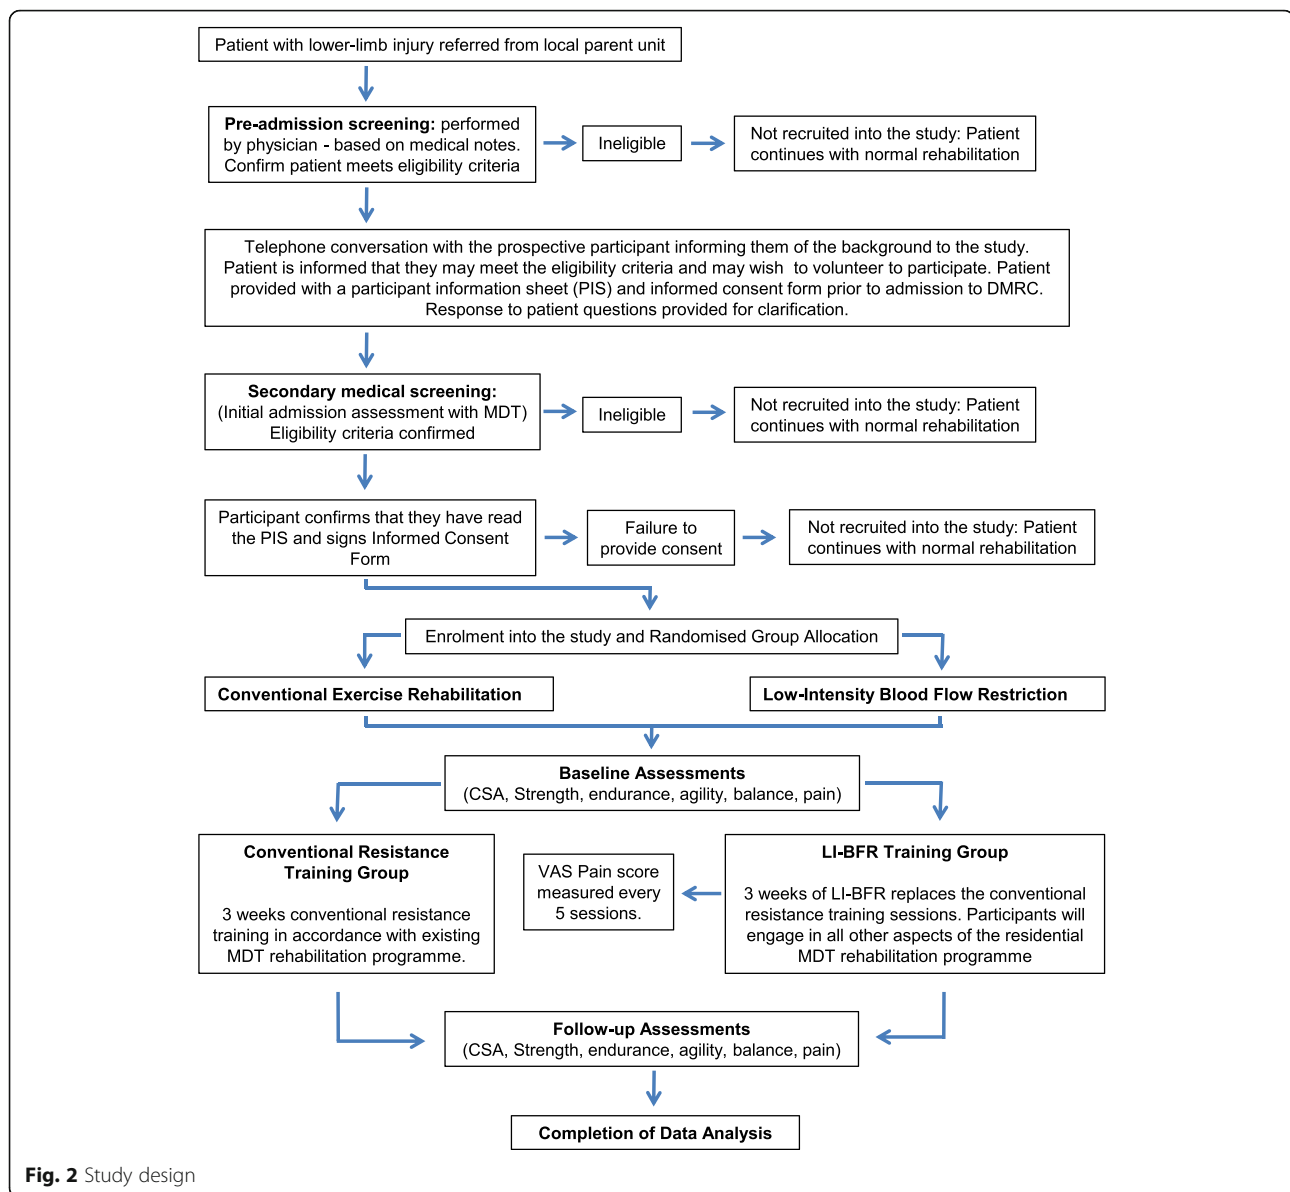 Patient with lower-limb injury referred from local parent unit
Pre-admission screening: performed
by physician - based on medical notes.
Confirm patient meets eligibility criteria
Ineligible
Not recruited into the study: Patient
continues with normal rehabilitation
Telephone conversation with the prospective participant informing them of the background to the study.
Patient is informed that they may meet the eligibility criteria and may wish to volunteer to participate. Patient
provided with a participant information sheet (PIS) and informed consent form prior to admission to DMRC.
Response to patient questions provided for clarification.
Secondary medical screening:
(Initial admission assessment with MDT)
Eligibility criteria confirmed
Ineligible
Not recruited into the study: Patient
continues with normal rehabilitation
Participant confirms that they have read
the PIS and signs Informed Consent
Form
Failure to
provide consent
Not recruited into the study: Patient
continues with normal rehabilitation
Enrolment into the study and Randomised Group Allocation
Conventional Exercise Rehabilitation
Low-Intensity Blood Flow Restriction
Baseline Assessments
(CSA, Strength, endurance, agility, balance, pain)
Conventional Resistance
Training Group
3 weeks conventional resistance
training in accordance with existing
MDT rehabilitation programme.
VAS Pain score
measured every
5 sessions.
LI-BFR Training Group
3 weeks of LI-BFR replaces the conventional
resistance training sessions. Participants will
engage in all other aspects of the residential
MDT rehabilitation programme
Follow-up Assessments
(CSA, Strength, endurance, agility, balance, pain)
Completion of Data Analysis
Fig. 2 Study design